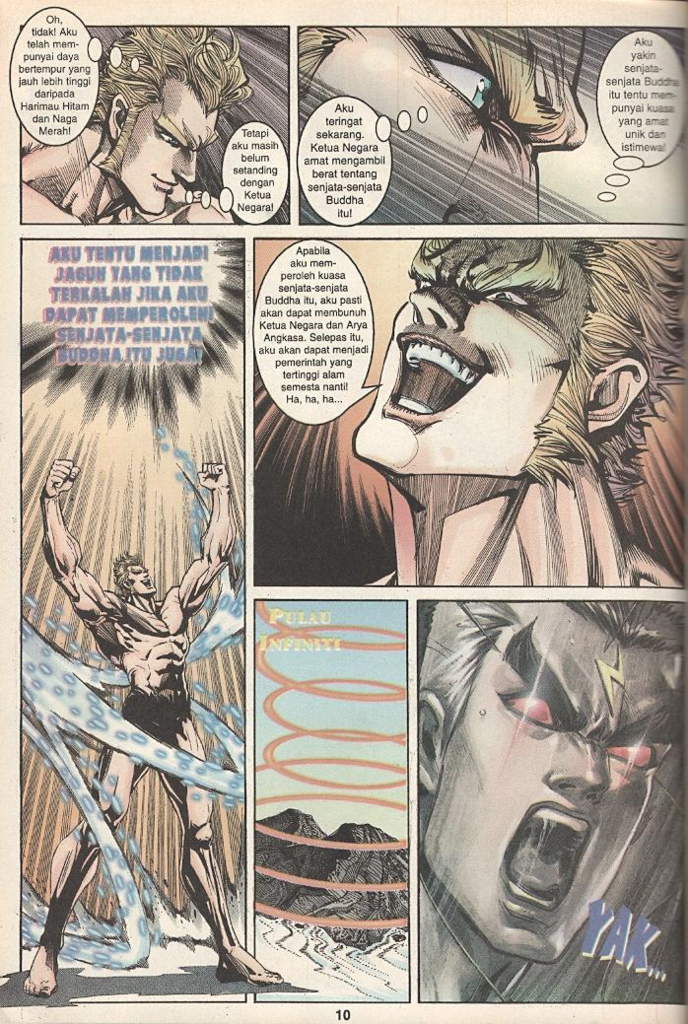 Oh,
tidak! Aku
telah mem-
punyai daya
bertempur yang
jauh lebih tinggi
daripada
Harimau Hitam
dan Naga
Merah!
Tetapi
aku masih
belum
setanding
dengan
Ketua
Negara!
Aku
teringat
sekarang.
Ketua Negara
amat mengambil
berat tentang
senjata-senjata
Buddha
itu!
Aku
yakin
senjata-
senjata Buddha
itu tentu mem-
punyai kuasa
yang amat
unik dan
istimewa!
AKU TENTU MENJADI
JAGUH YANG TIDAK
TERKALAH JIKA AKU
DAPAT MEMPEROLEHI
SENJATA-SENJATA
BUDDHA ITU JUGA!
Apabila
aku mem-
peroleh kuasa
senjata-senjata
Buddha itu, aku pasti
akan dapat membunuh
Ketua Negara dan Arya
Angkasa. Selepas itu,
aku akan dapat menjadi
pemerintah yang
tertinggi alam
semesta nanti!
Ha, ha, ha...
PULAU
INFINITI
YAK...
10